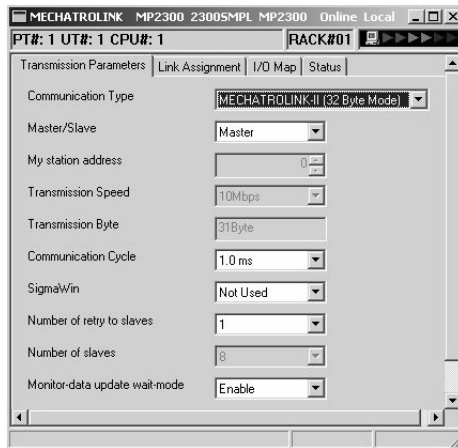 MECHATROLINK MP2300 2300SMPL MP2300 Online Local
PT#: 1 UT#: 1 CPU#: 1 RACK#01
Transmission Parameters Link Assignment I/O Map Status
Communication Type MECHATROLINK-II (32 Byte Mode)
Master/Slave Master
My station address 0
Transmission Speed 10Mbps
Transmission Byte 31Byte
Communication Cycle 1.0 ms
SigmaWin Not Used
Number of retry to slaves 1
Number of slaves 8
Monitor-data update wait-mode Enable